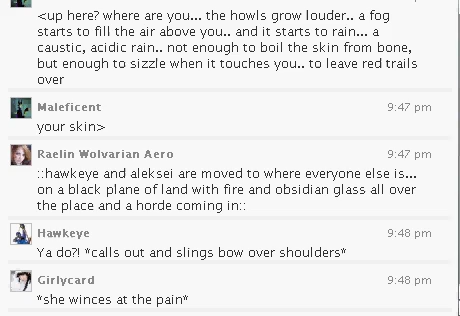 <up here? where are you... the howls grow louder.. a fog
starts to fill the air above you.. and it starts to rain... a
caustic, acidic rain.. not enough to boil the skin from bone,
but enough to sizzle when it touches you.. to leave red trails
over
Maleficent 9:47 pm
your skin>
Raelin Wolvarian Aero 9:47 pm
::hawkeye and aleksei are moved to where everyone else is...
on a black plane of land with fire and obsidian glass all over
the place and a horde coming in::
Hawkeye 9:48 pm
Ya do?! *calls out and slings bow over shoulders*
Girlycard 9:48 pm
*she winces at the pain*